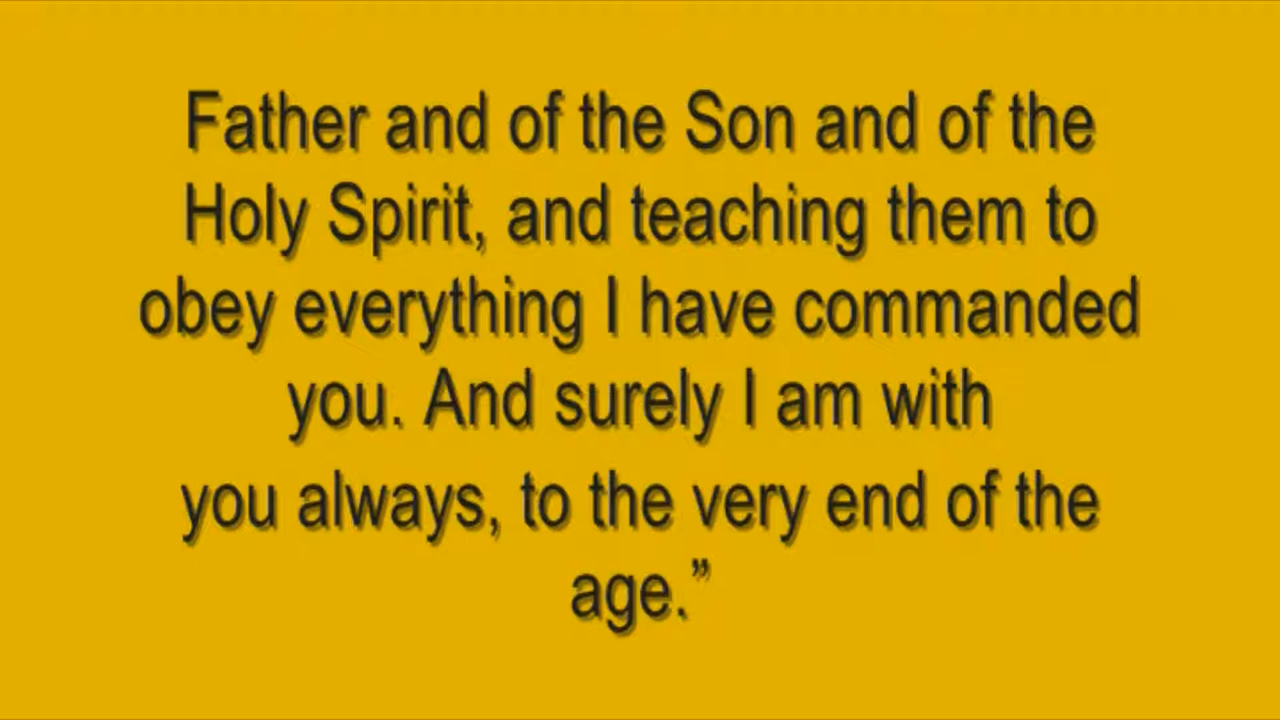 Father and of the Son and of the
Holy Spirit, and teaching them to
obey everything I have commanded
you. And surely I am with
you always, to the very end of the
age.”